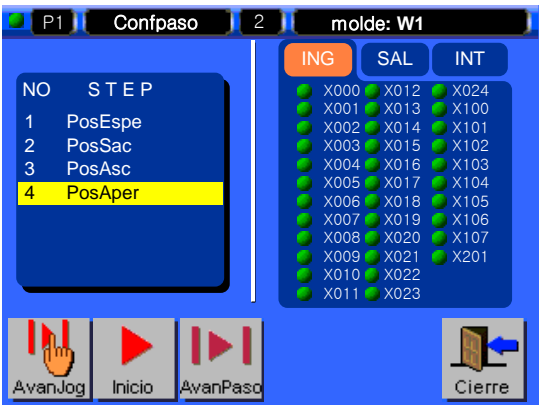 P1 Confpaso 2 molde: W1
ING SAL INT
NO STEP
1 PosEspe
2 PosSac
3 PosAsc
4 PosAper
X000 X012 X024
X001 X013 X100
X002 X014 X101
X003 X015 X102
X004 X016 X103
X005 X017 X104
X006 X018 X105
X007 X019 X106
X008 X020 X107
X009 X021 X201
X010 X022
X011 X023
AvanJog Inicio AvanPaso Cierre